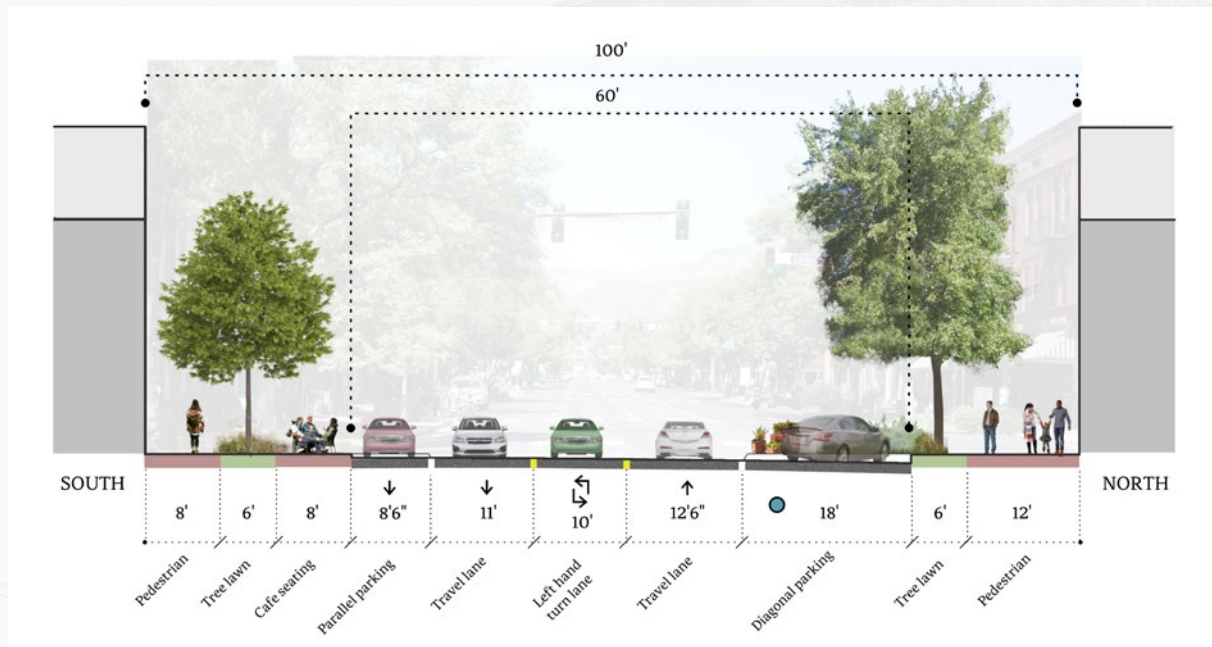 100'
60'
SOUTH
NORTH
8'
6'
8'
8'6"
11'
10'
12'6"
18'
6'
12'
Pedestrian
Tree lawn
Cafe seating
Parallel parking
Travel lane
Left hand
turn lane
Travel lane
Diagonal parking
Tree lawn
Pedestrian